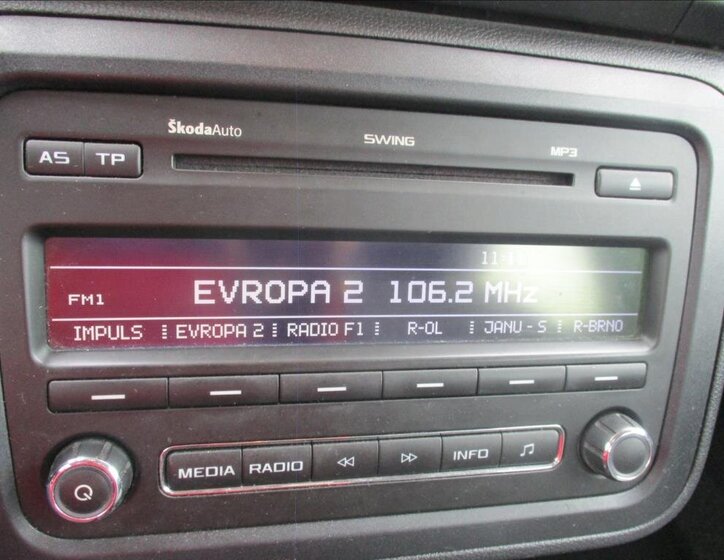 ŠkodaAuto
SWING
MP3
AS TP
FM1
EVROPA 2 106.2 MHz
IMPULS EVROPA 2 RADIO F1 R-OL JANU - S R-BRNO
MEDIA RADIO INFO